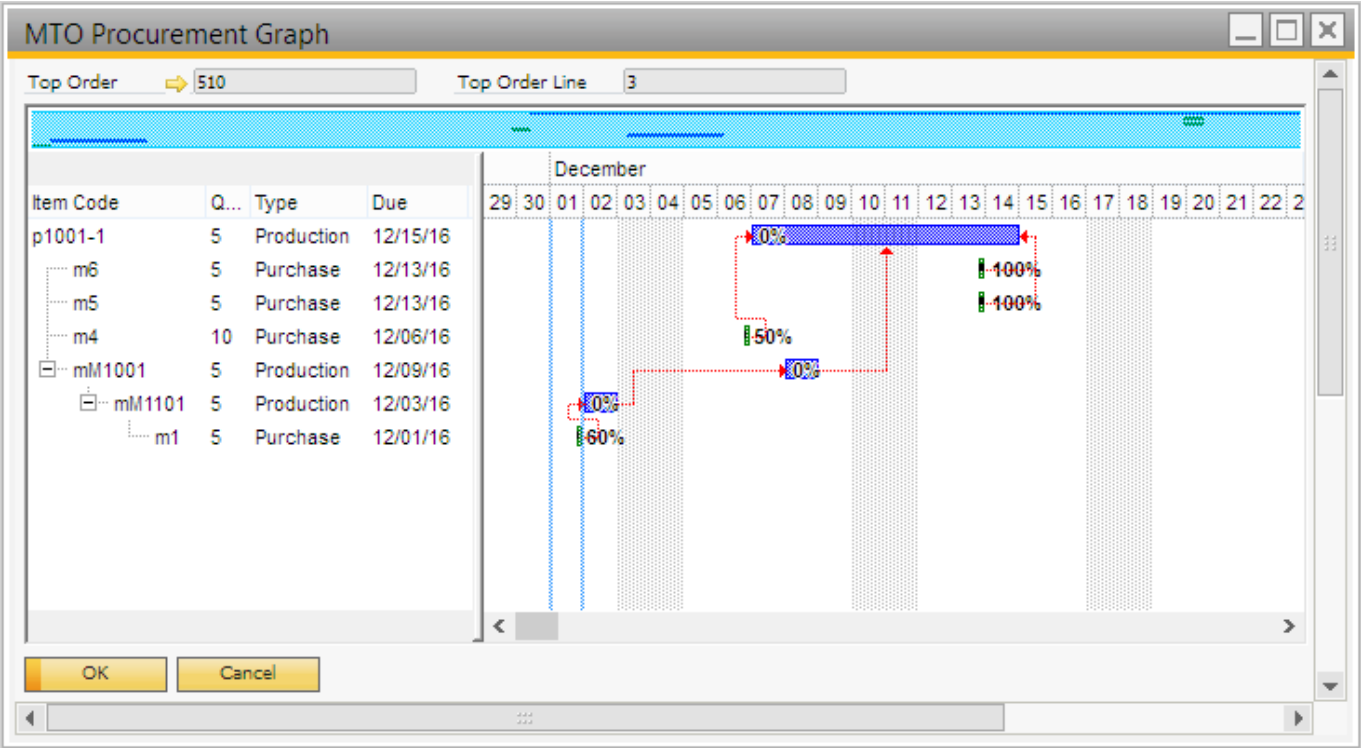 MTO Procurement Graph
Top Order 510 Top Order Line 3
December
Item Code Q... Type Due 29 30 01 02 03 04 05 06 07 08 09 10 11 12 13 14 15 16 17 18 19 20 21 22 2
p1001-1 5 Production 12/15/16 0%
m6 5 Purchase 12/13/16 100%
m5 5 Purchase 12/13/16 100%
m4 10 Purchase 12/06/16 50%
mM1001 5 Production 12/09/16 0%
mM1101 5 Production 12/03/16 0%
m1 5 Purchase 12/01/16 60%
OK Cancel